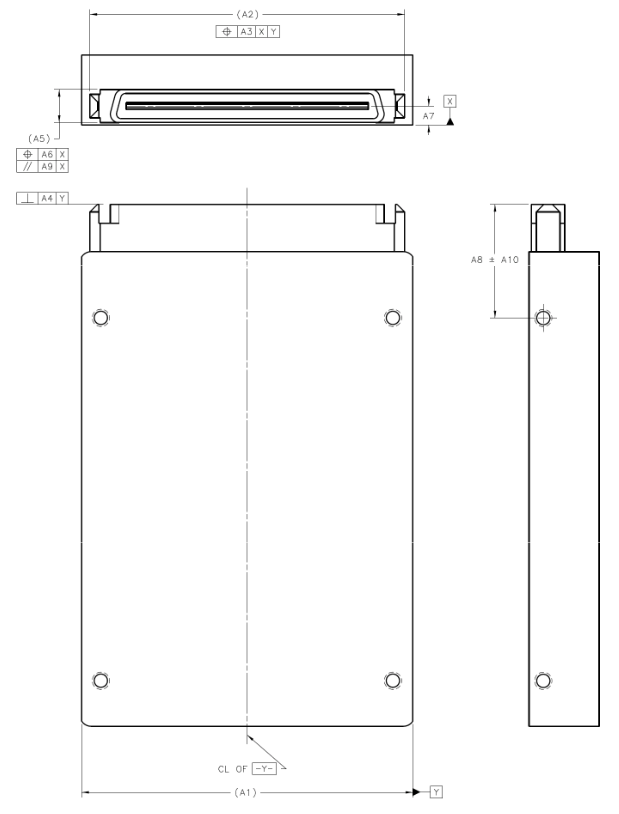 (A2)
⌖ A3 X Y
X
A7
(A5)
⌖ A6 X
// A9 X
⊥ A4 Y
A8 ± A10
CL OF -Y-
(A1)
Y